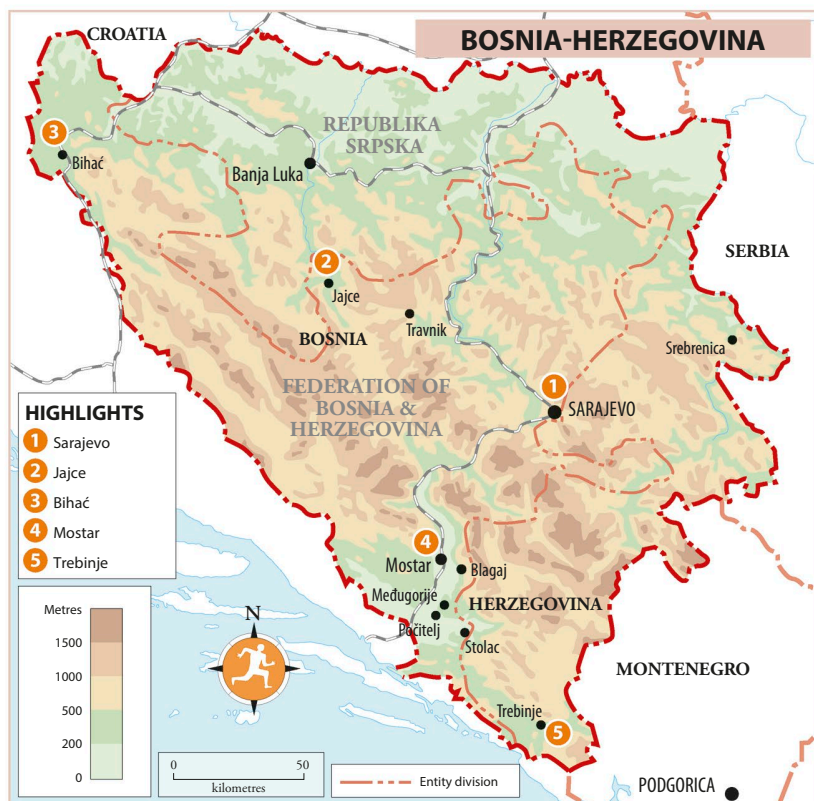 BOSNIA-HERZEGOVINA
CROATIA
3
Bihać
REPUBLIKA
SRPSKA
Banja Luka
SERBIA
2
Jajce
Travnik
BOSNIA
Srebrenica
FEDERATION OF
BOSNIA &
HERZEGOVINA
1
SARAJEVO
HIGHLIGHTS
1 Sarajevo
2 Jajce
3 Bihać
4 Mostar
5 Trebinje
4
Mostar
Blagaj
Međugorije
HERZEGOVINA
Počitelj
Stolac
MONTENEGRO
Trebinje
5
PODGORICA
Metres
1500
1000
500
200
0
N
0 50
kilometres
Entity division